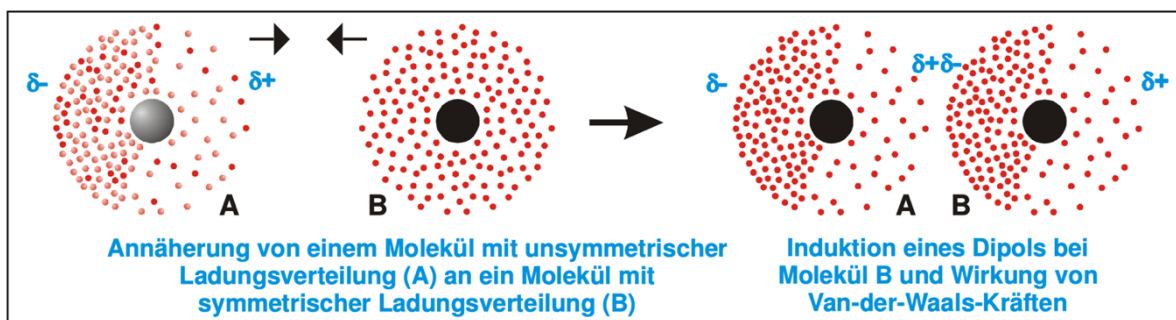 δ-
δ+
A
B
Annäherung von einem Molekül mit unsymmetrischer
Ladungsverteilung (A) an ein Molekül mit
symmetrischer Ladungsverteilung (B)
δ-
δ+δ-
δ+
A
B
Induktion eines Dipols bei
Molekül B und Wirkung von
Van-der-Waals-Kräften